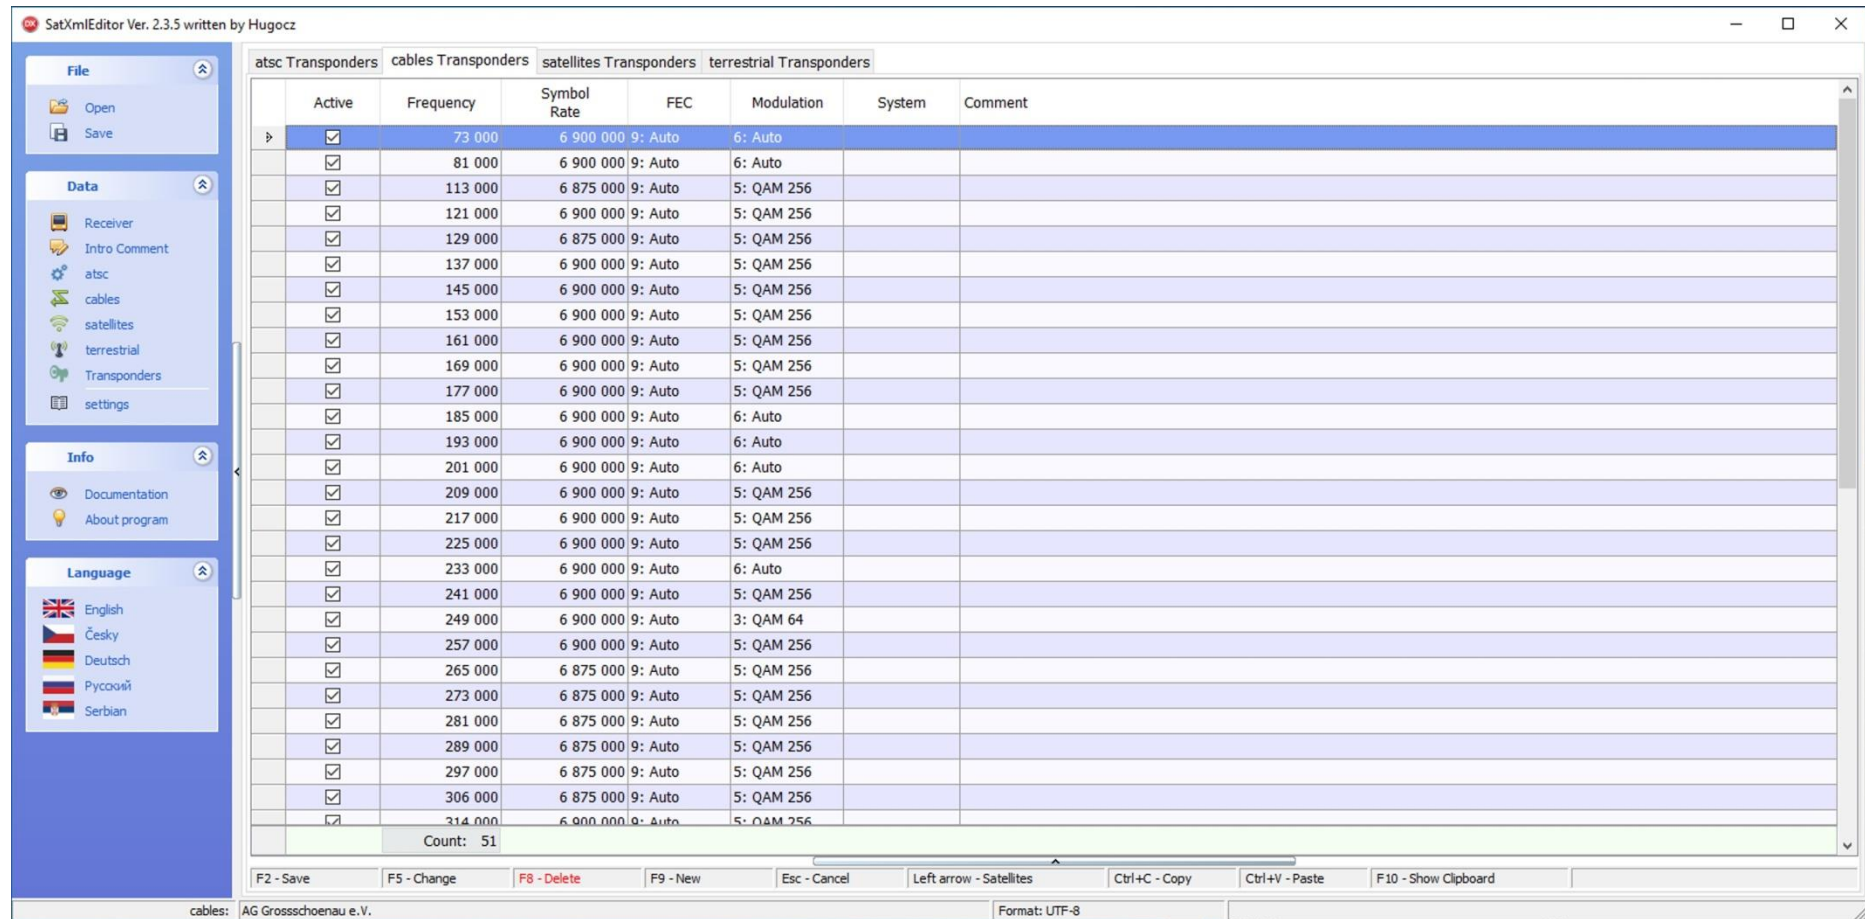 SatXmlEditor Ver. 2.3.5 written by Hugocz
File
Open
Save
Data
Receiver
Intro Comment
atsc
cables
satellites
terrestrial
Transponders
settings
Info
Documentation
About program
Language
English
Česky
Deutsch
Русский
Serbian
atsc Transponders cables Transponders satellites Transponders terrestrial Transponders
Active Frequency Symbol Rate FEC Modulation System Comment
73 000 6 900 000 9: Auto 6: Auto
81 000 6 900 000 9: Auto 6: Auto
113 000 6 875 000 9: Auto 5: QAM 256
121 000 6 900 000 9: Auto 5: QAM 256
129 000 6 875 000 9: Auto 5: QAM 256
137 000 6 900 000 9: Auto 5: QAM 256
145 000 6 900 000 9: Auto 5: QAM 256
153 000 6 900 000 9: Auto 5: QAM 256
161 000 6 900 000 9: Auto 5: QAM 256
169 000 6 900 000 9: Auto 5: QAM 256
177 000 6 900 000 9: Auto 5: QAM 256
185 000 6 900 000 9: Auto 6: Auto
193 000 6 900 000 9: Auto 6: Auto
201 000 6 900 000 9: Auto 6: Auto
209 000 6 900 000 9: Auto 5: QAM 256
217 000 6 900 000 9: Auto 5: QAM 256
225 000 6 900 000 9: Auto 5: QAM 256
233 000 6 900 000 9: Auto 6: Auto
241 000 6 900 000 9: Auto 5: QAM 256
249 000 6 900 000 9: Auto 3: QAM 64
257 000 6 900 000 9: Auto 5: QAM 256
265 000 6 875 000 9: Auto 5: QAM 256
273 000 6 875 000 9: Auto 5: QAM 256
281 000 6 875 000 9: Auto 5: QAM 256
289 000 6 875 000 9: Auto 5: QAM 256
297 000 6 875 000 9: Auto 5: QAM 256
306 000 6 875 000 9: Auto 5: QAM 256
314 000 6 900 000 9: Auto 5: QAM 256
Count: 51
F2 - Save F5 - Change F8 - Delete F9 - New Esc - Cancel Left arrow - Satellites Ctrl+C - Copy Ctrl+V - Paste F10 - Show Clipboard
cables: AG Grossschoenau e.V. Format: UTF-8